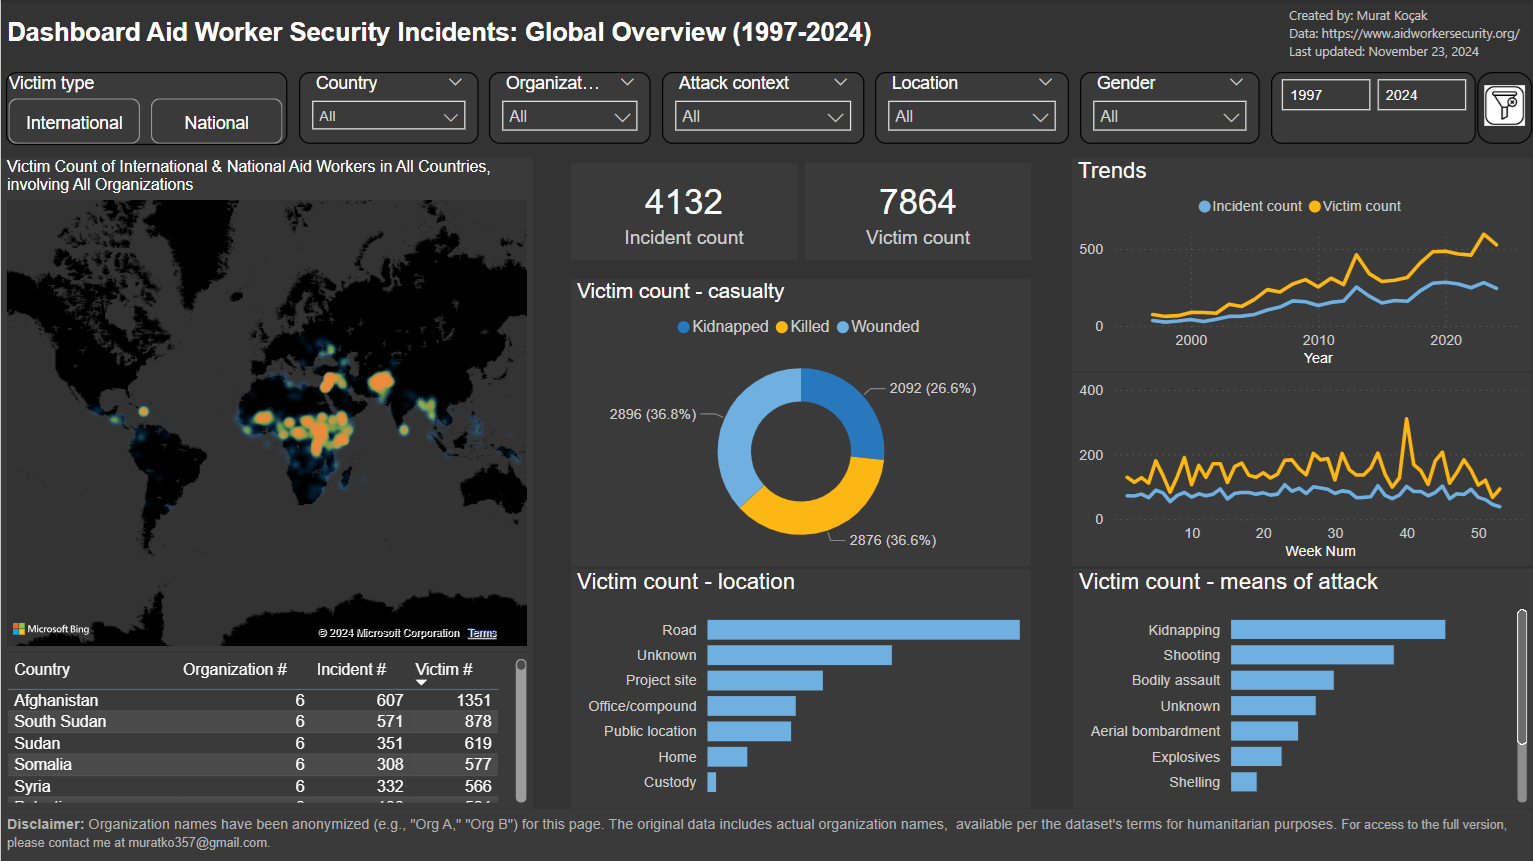 Dashboard Aid Worker Security Incidents: Global Overview (1997-2024)
Created by: Murat Koçak
Data: https://www.aidworkersecurity.org/
Last updated: November 23, 2024
Victim type
International
National
Country
All
Organizat...
All
Attack context
All
Location
All
Gender
All
1997
2024
Victim Count of International & National Aid Workers in All Countries,
involving All Organizations
Microsoft Bing
© 2024 Microsoft Corporation Terms
Country Organization # Incident # Victim #
Afghanistan 6 607 1351
South Sudan 6 571 878
Sudan 6 351 619
Somalia 6 308 577
Syria 6 332 566
4132
Incident count
7864
Victim count
Victim count - casualty
Kidnapped Killed Wounded
2092 (26.6%)
2896 (36.8%)
2876 (36.6%)
Victim count - location
Road
Unknown
Project site
Office/compound
Public location
Home
Custody
Trends
Incident count Victim count
500
0
2000 2010 2020
Year
400
200
0
10 20 30 40 50
Week Num
Victim count - means of attack
Kidnapping
Shooting
Bodily assault
Unknown
Aerial bombardment
Explosives
Shelling
Disclaimer: Organization names have been anonymized (e.g., "Org A," "Org B") for this page. The original data includes actual organization names, available per the dataset's terms for humanitarian purposes. For access to the full version,
please contact me at muratko357@gmail.com.